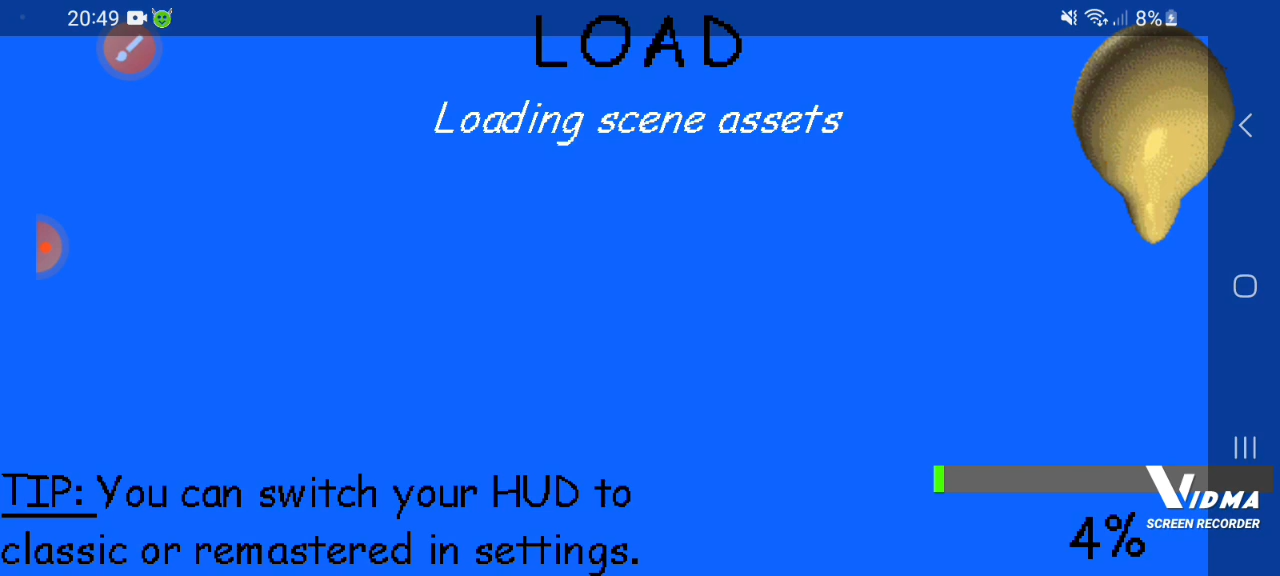 20:49
8%
LOAD
Loading scene assets
TIP: You can switch your HUD to
classic or remastered in settings.
4%
VIDMA
SCREEN RECORDER